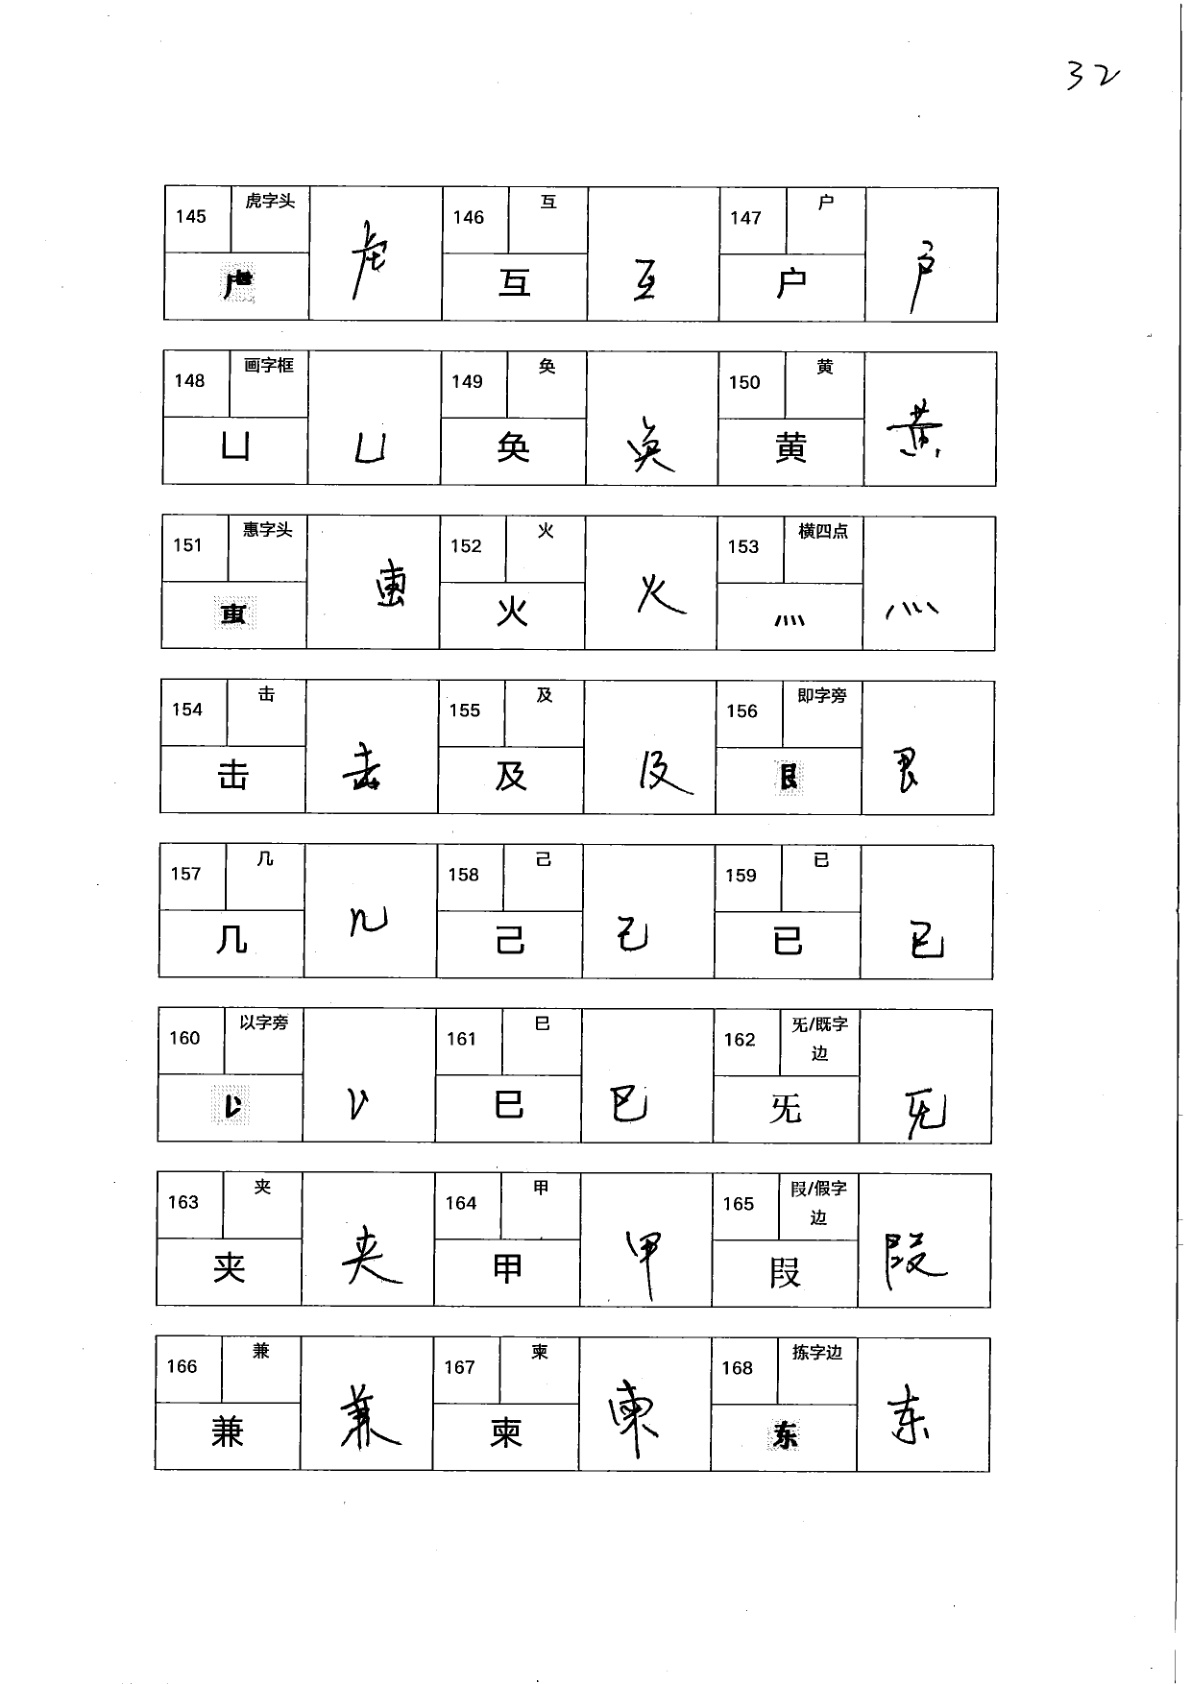 32
145 虎字头 虍 虍 146 互 互 互 147 户 户 户
148 画字框 凵 凵 149 奂 奂 奂 150 黄 黄 黄
151 惠字头 叀 叀 152 火 火 火 153 横四点 灬 灬
154 击 击 击 155 及 及 及 156 即字旁
157 几 几 几 158 己 己 己 159 已 已 已
160 以字旁 161 巳 巳 巳 162 旡/既字边 旡 旡
163 夹 夹 夹 164 甲 甲 甲 165 叚/假字边 叚 叚
166 兼 兼 兼 167 柬 柬 柬 168 拣字边